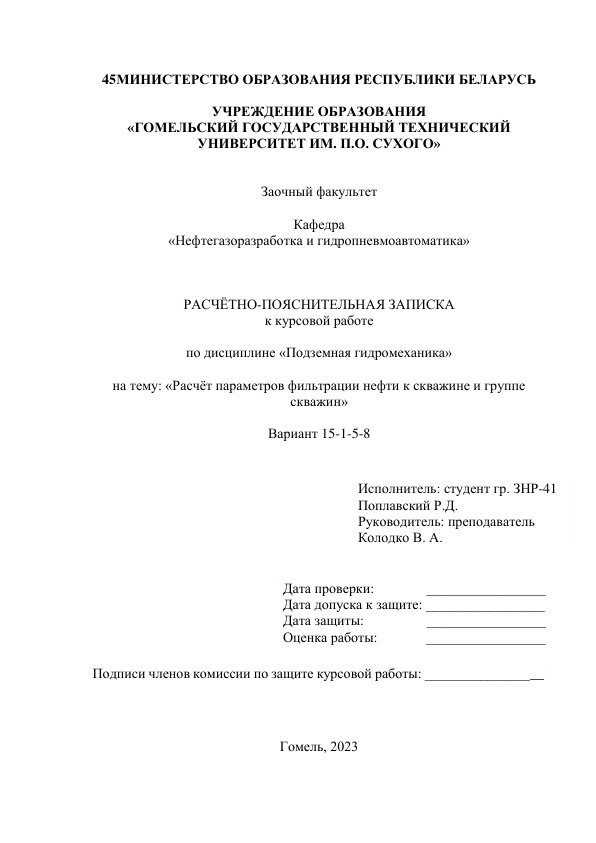 45МИНИСТЕРСТВО ОБРАЗОВАНИЯ РЕСПУБЛИКИ БЕЛАРУСЬ
УЧРЕЖДЕНИЕ ОБРАЗОВАНИЯ
«ГОМЕЛЬСКИЙ ГОСУДАРСТВЕННЫЙ ТЕХНИЧЕСКИЙ
УНИВЕРСИТЕТ ИМ. П.О. СУХОГО»
Заочный факультет
Кафедра
«Нефтегазоразработка и гидропневмоавтоматика»
РАСЧЁТНО-ПОЯСНИТЕЛЬНАЯ ЗАПИСКА
к курсовой работе
по дисциплине «Подземная гидромеханика»
на тему: «Расчёт параметров фильтрации нефти к скважине и группе
скважин»
Вариант 15-1-5-8
Исполнитель: студент гр. ЗНР-41
Поплавский Р.Д.
Руководитель: преподаватель
Колодко В. А.
Дата проверки: _________________
Дата допуска к защите: _________________
Дата защиты: _________________
Оценка работы: _________________
Подписи членов комиссии по защите курсовой работы: _________________
Гомель, 2023